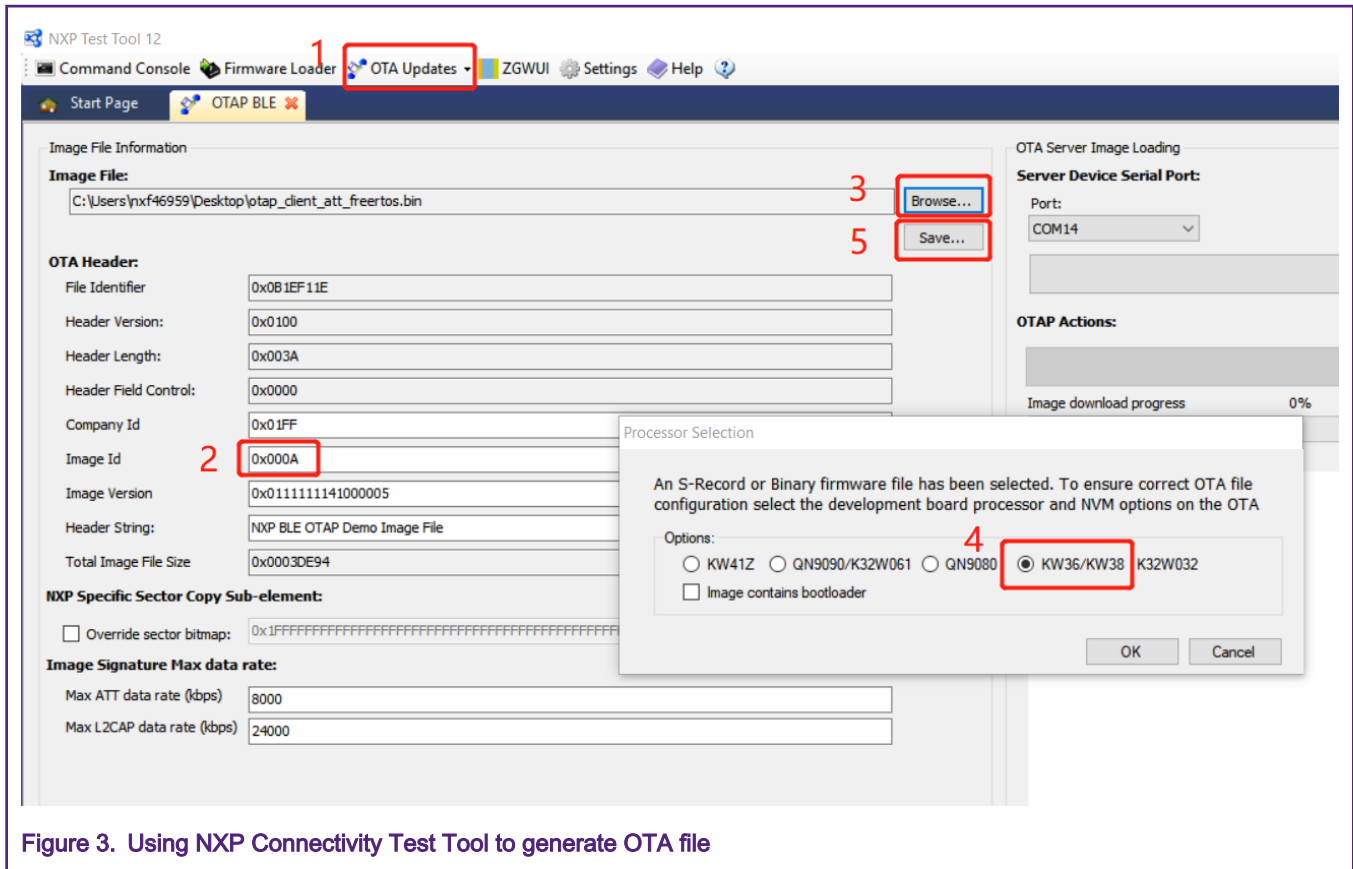 NXP Test Tool 12
1
Command Console Firmware Loader OTA Updates ZGWUI Settings Help
Start Page OTAP BLE
Image File Information
Image File:
C:\Users\nxf46959\Desktop\otap_client_att_freertos.bin
3
Browse...
5
Save...
OTA Header:
File Identifier 0x0B1EF11E
Header Version: 0x0100
Header Length: 0x003A
Header Field Control: 0x0000
Company Id 0x01FF
Image Id 2 0x000A
Image Version 0x0111111141000005
Header String: NXP BLE OTAP Demo Image File
Total Image File Size 0x0003DE94
NXP Specific Sector Copy Sub-element:
Override sector bitmap:
Image Signature Max data rate:
Max ATT data rate (kbps) 8000
Max L2CAP data rate (kbps) 24000
OTA Server Image Loading
Server Device Serial Port:
Port:
COM14
OTAP Actions:
Image download progress 0%
Processor Selection
An S-Record or Binary firmware file has been selected. To ensure correct OTA file
configuration select the development board processor and NVM options on the OTA
Options:
4
KW41Z QN9090/K32W061 QN9080 KW36/KW38 K32W032
Image contains bootloader
OK Cancel
Figure 3. Using NXP Connectivity Test Tool to generate OTA file